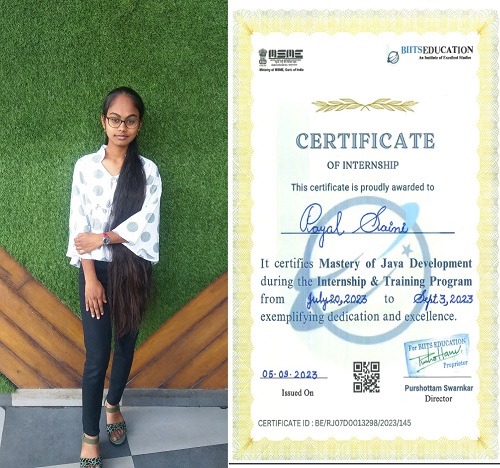 MSME
Ministry of MSME, Govt. of India
BIITSEDUCATION
An Institute of Excellent Studies
CERTIFICATE
OF INTERNSHIP
This certificate is proudly awarded to
Payal Saini
It certifies Mastery of Java Development
during the Internship & Training Program
from July 20, 2023 to Sept 3, 2023
exemplifying dedication and excellence.
For BIITS EDUCATION
Proprietor
05-09-2023
Issued On
Purshottam Swarnkar
Director
CERTIFICATE ID : BE/RJ07D0013298/2023/145